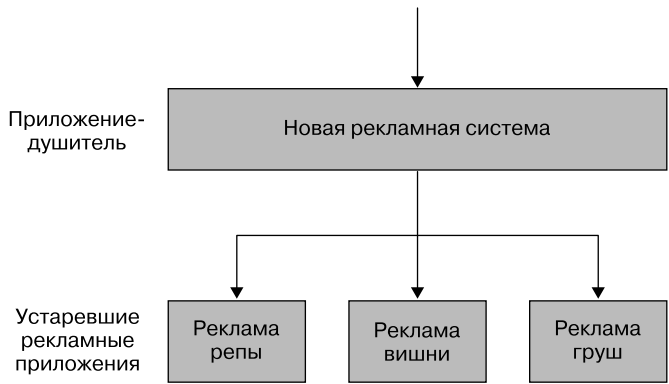 Приложение-
душитель
Новая рекламная система
Устаревшие
рекламные
приложения
Реклама
репы
Реклама
вишни
Реклама
груш